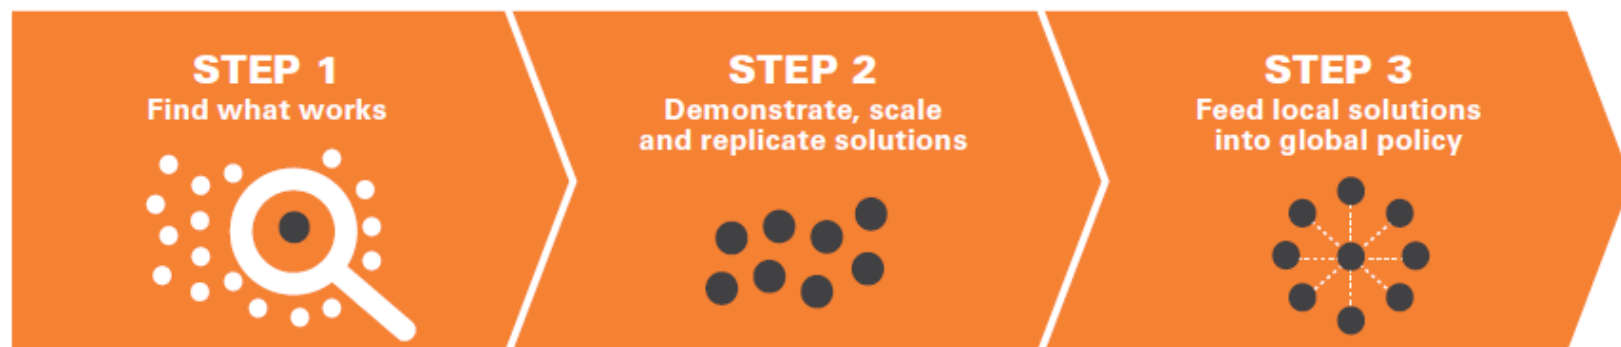 STEP 1
Find what works
STEP 2
Demonstrate, scale
and replicate solutions
STEP 3
Feed local solutions
into global policy